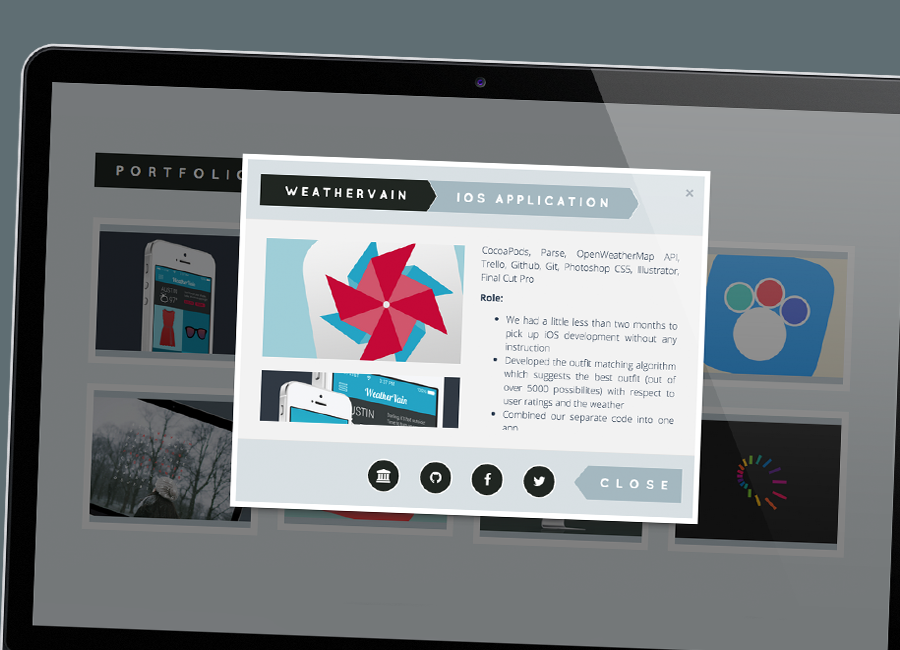 PORTFOLIO
WEATHERVAIN
IOS APPLICATION
×
CocoaPods, Parse, OpenWeatherMap API,
Trello, Github, Git, Photoshop CS5, Illustrator,
Final Cut Pro
Role:
• We had a little less than two months to
pick up iOS development without any
instruction
• Developed the outfit matching algorithm
which suggests the best outfit (out of
over 5000 possibilites) with respect to
user ratings and the weather
• Combined our separate code into one
app
WeatherVain
AUSTIN
97°
WeatherVain
AUSTIN
CLOSE